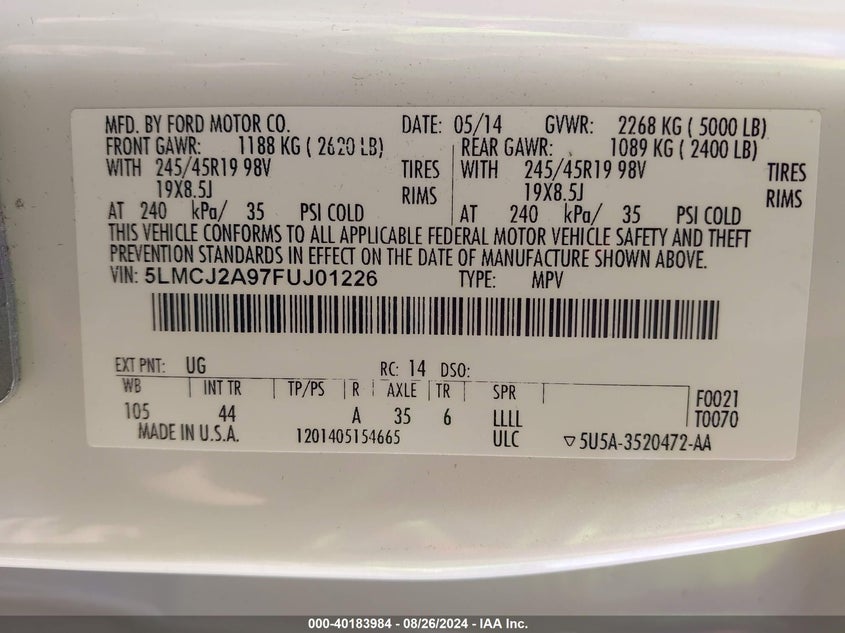 MFD. BY FORD MOTOR CO. DATE: 05/14 GVWR: 2268 KG ( 5000 LB)
FRONT GAWR: 1188 KG ( 2620 LB) REAR GAWR: 1089 KG ( 2400 LB)
WITH 245/45R19 98V TIRES WITH 245/45R19 98V TIRES
19X8.5J RIMS 19X8.5J RIMS
AT 240 kPa/ 35 PSI COLD AT 240 kPa/ 35 PSI COLD
THIS VEHICLE CONFORMS TO ALL APPLICABLE FEDERAL MOTOR VEHICLE SAFETY AND THEFT
PREVENTION STANDARDS IN EFFECT ON THE DATE OF MANUFACTURE SHOWN ABOVE.
VIN: 5LMCJ2A97FUJ01226 TYPE: MPV
EXT PNT: UG RC: 14 DSO:
WB INT TR TP/PS R AXLE TR SPR F0021
105 44 A 35 6 LLLL T0070
MADE IN U.S.A. 1201405154665 ULC ▽5U5A-3520472-AA
000-40183984 - 08/26/2024 - IAA Inc.